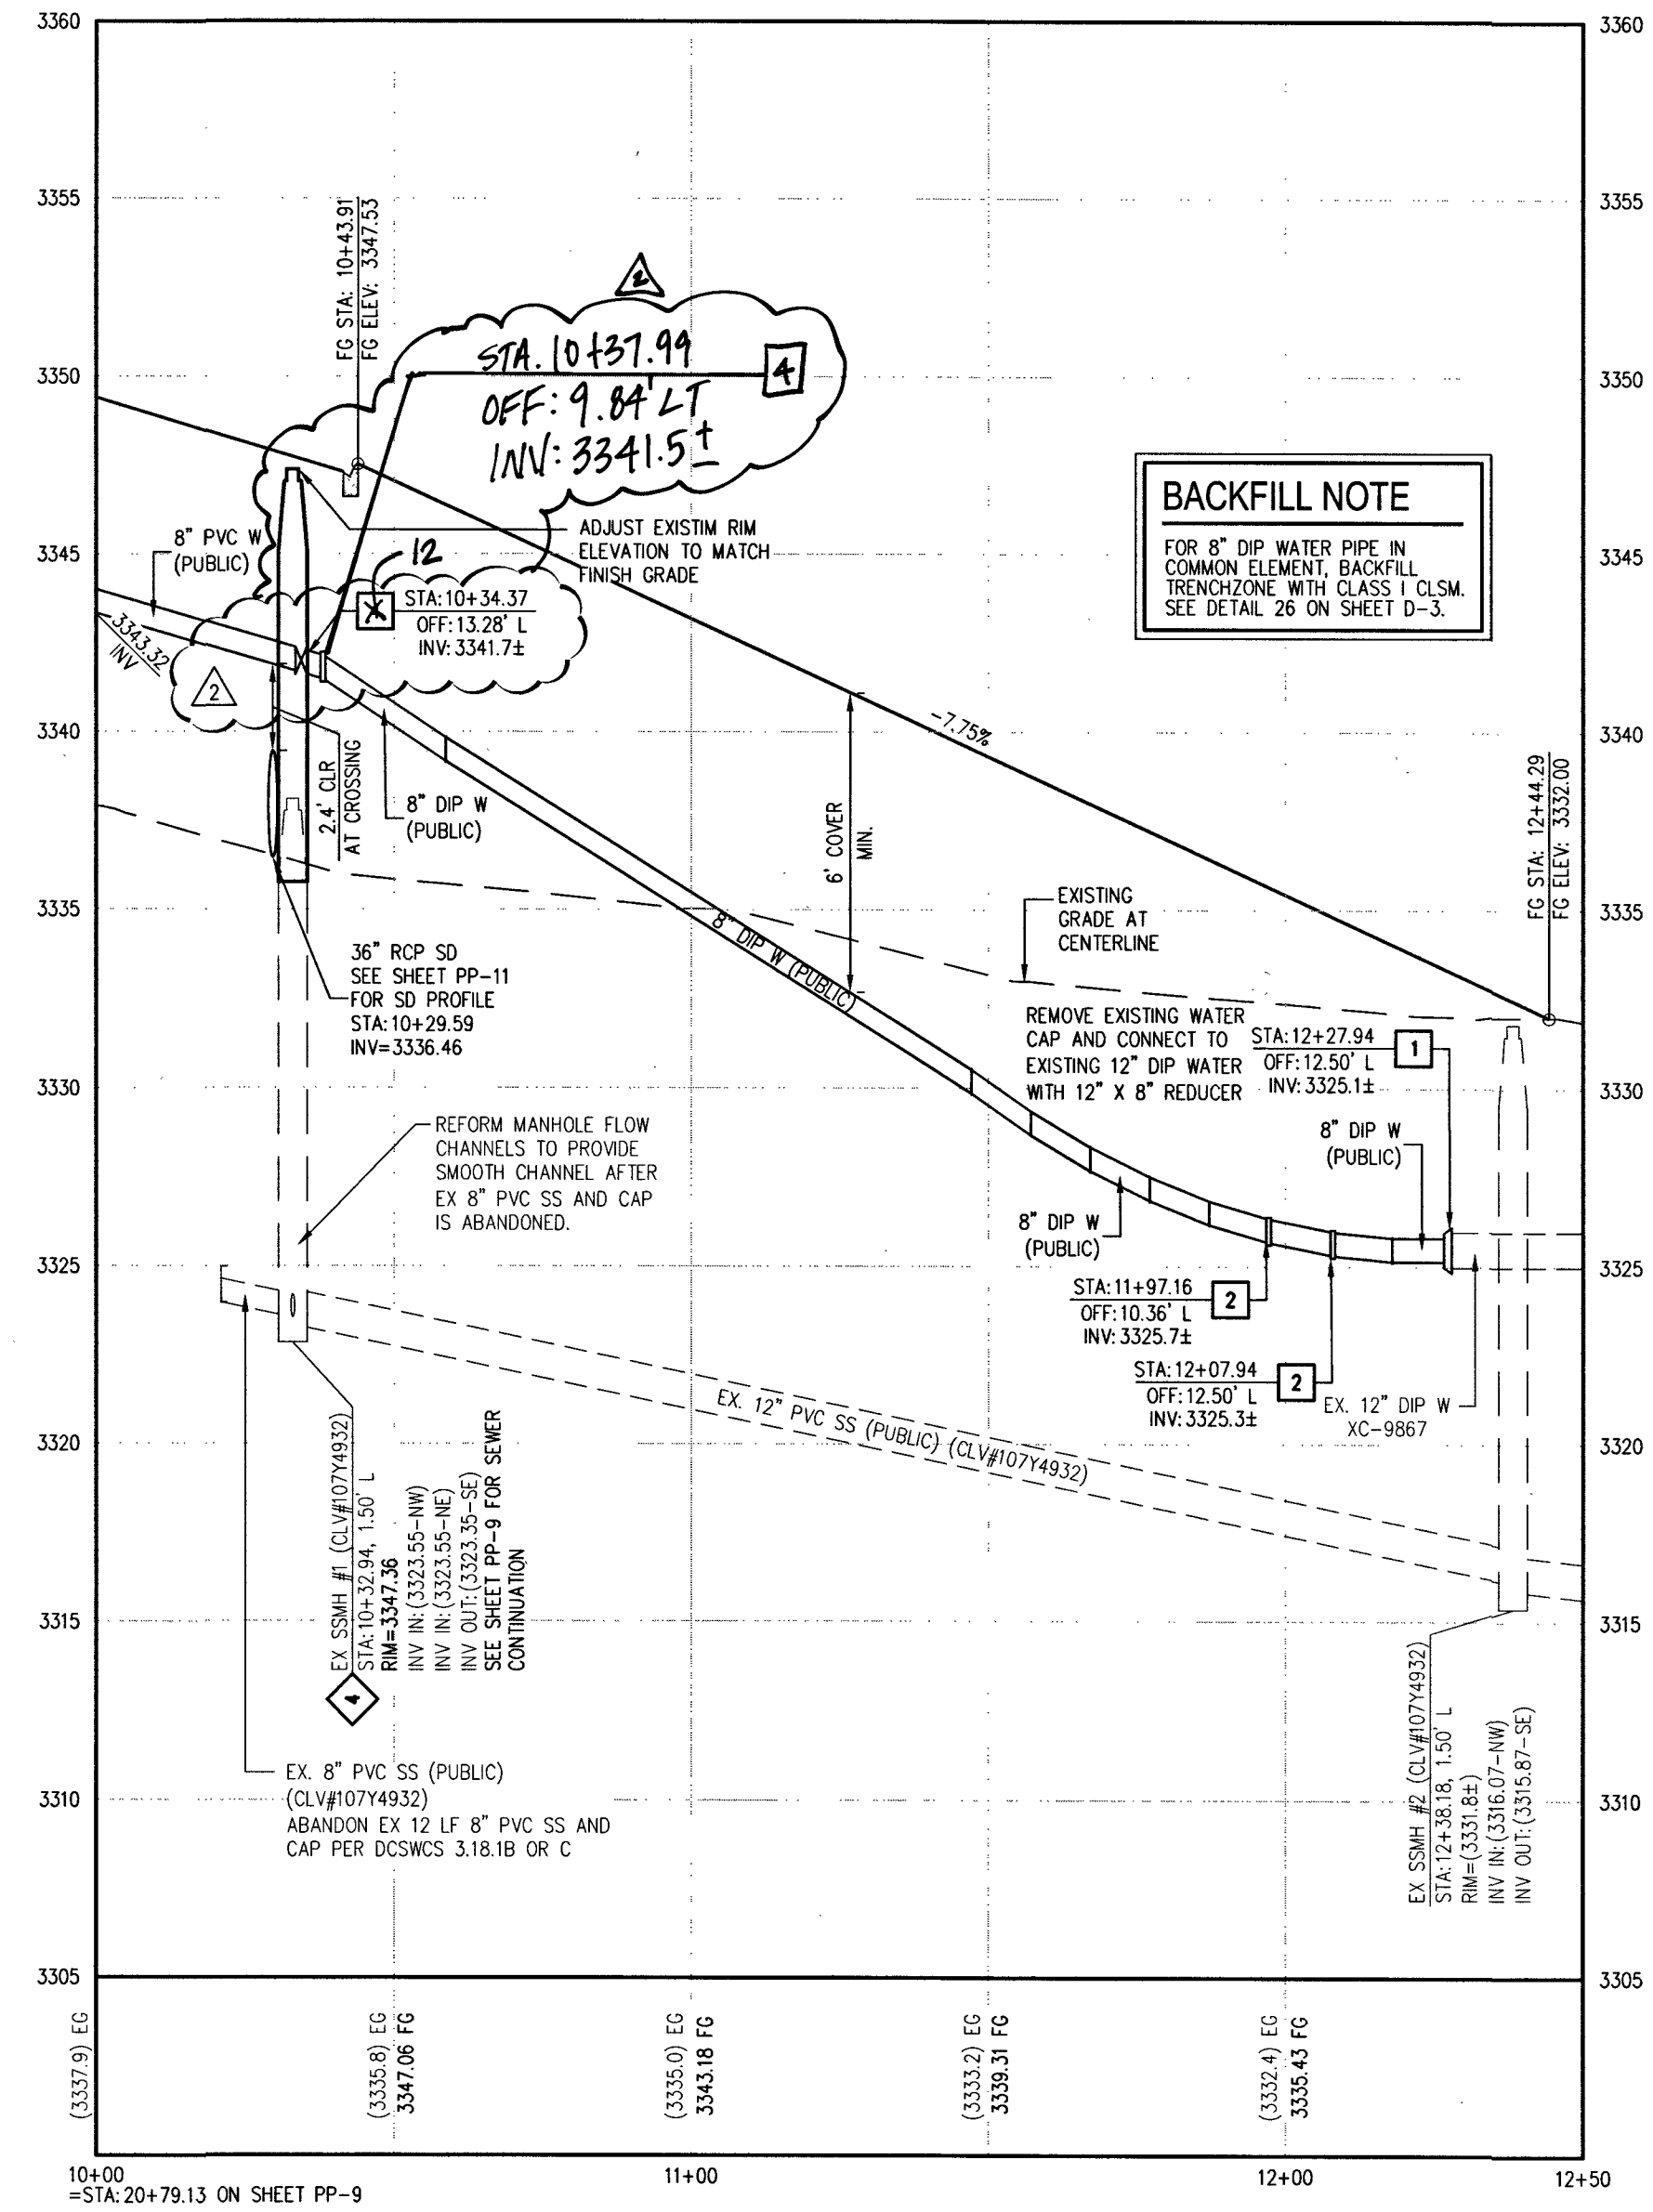 3360
3360
3355
3355
3350
3350
3345
3345
3340
3340
3335
3335
3330
3330
3325
3325
3320
3320
3315
3315
3310
3310
3305
3305
FG STA: 10+43.91
FG ELEV: 3347.53
2
STA. 10+37.99
4
OFF: 9.84' LT
INV: 3341.5±
8" PVC W
(PUBLIC)
ADJUST EXISTIM RIM
ELEVATION TO MATCH
FINISH GRADE
12
STA:10+34.37
OFF:13.28' L
INV:3341.7±
3343.32
INV
2
BACKFILL NOTE
FOR 8" DIP WATER PIPE IN
COMMON ELEMENT, BACKFILL
TRENCHZONE WITH CLASS I CLSM.
SEE DETAIL 26 ON SHEET D-3.
-7.75%
2.4' CLR
AT CROSSING
8" DIP W
(PUBLIC)
6' COVER
MIN.
FG STA: 12+44.29
FG ELEV: 3332.00
8" DIP W (PUBLIC)
EXISTING
GRADE AT
CENTERLINE
36" RCP SD
SEE SHEET PP-11
FOR SD PROFILE
STA:10+29.59
INV=3336.46
REMOVE EXISTING WATER
CAP AND CONNECT TO
EXISTING 12" DIP WATER
WITH 12" X 8" REDUCER
STA:12+27.94
OFF:12.50' L
INV:3325.1±
1
REFORM MANHOLE FLOW
CHANNELS TO PROVIDE
SMOOTH CHANNEL AFTER
EX 8" PVC SS AND CAP
IS ABANDONED.
8" DIP W
(PUBLIC)
8" DIP W
(PUBLIC)
STA:11+97.16
OFF:10.36' L
INV:3325.7±
2
STA:12+07.94
OFF:12.50' L
INV:3325.3±
2
EX. 12" DIP W
XC-9867
EX. 12" PVC SS (PUBLIC) (CLV#107Y4932)
EX SSMH #1 (CLV#107Y4932)
STA:10+32.94, 1.50' L
RIM=3347.36
INV IN:(3323.55-NW)
INV IN:(3323.55-NE)
INV OUT:(3323.35-SE)
SEE SHEET PP-9 FOR SEWER
CONTINUATION
4
EX. 8" PVC SS (PUBLIC)
(CLV#107Y4932)
ABANDON EX 12 LF 8" PVC SS AND
CAP PER DCSWCS 3.18.1B OR C
EX SSMH #2 (CLV#107Y4932)
STA:12+38.18, 1.50' L
RIM=(3331.8±)
INV IN:(3316.07-NW)
INV OUT:(3315.87-SE)
(3337.9) EG
(3335.8) EG
3347.06 FG
(3335.0) EG
3343.18 FG
(3333.2) EG
3339.31 FG
(3332.4) EG
3335.43 FG
10+00
11+00
12+00
12+50
=STA:20+79.13 ON SHEET PP-9